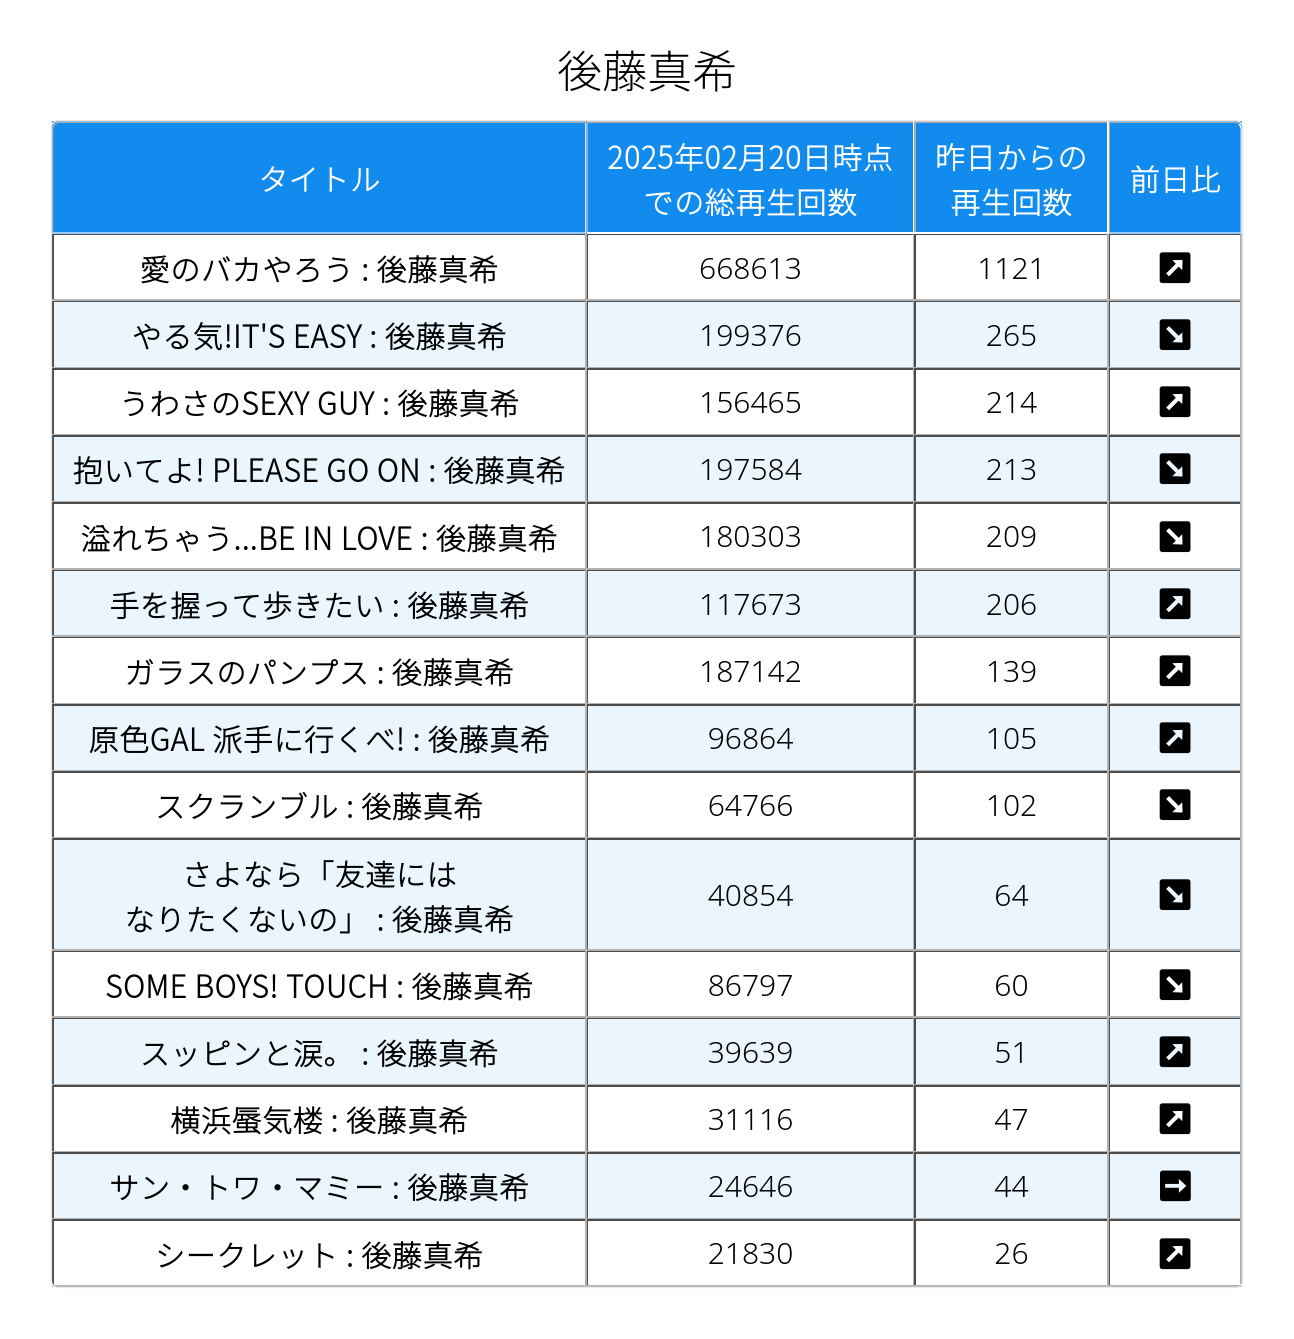 後藤真希
タイトル
2025年02月20日時点
での総再生回数
昨日からの
再生回数
前日比
愛のバカやろう : 後藤真希 668613 1121
やる気!IT'S EASY : 後藤真希 199376 265
うわさのSEXY GUY : 後藤真希 156465 214
抱いてよ! PLEASE GO ON : 後藤真希 197584 213
溢れちゃう...BE IN LOVE : 後藤真希 180303 209
手を握って歩きたい : 後藤真希 117673 206
ガラスのパンプス : 後藤真希 187142 139
原色GAL 派手に行くべ! : 後藤真希 96864 105
スクランブル : 後藤真希 64766 102
さよなら「友達には
なりたくないの」 : 後藤真希 40854 64
SOME BOYS! TOUCH : 後藤真希 86797 60
スッピンと涙。 : 後藤真希 39639 51
横浜蜃気楼 : 後藤真希 31116 47
サン・トワ・マミー : 後藤真希 24646 44
シークレット : 後藤真希 21830 26